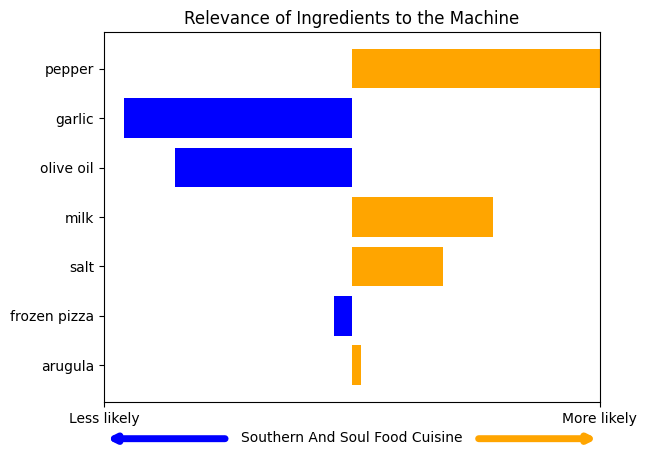 Relevance of Ingredients to the Machine
pepper
garlic
olive oil
milk
salt
frozen pizza
arugula
Less likely More likely
Southern And Soul Food Cuisine